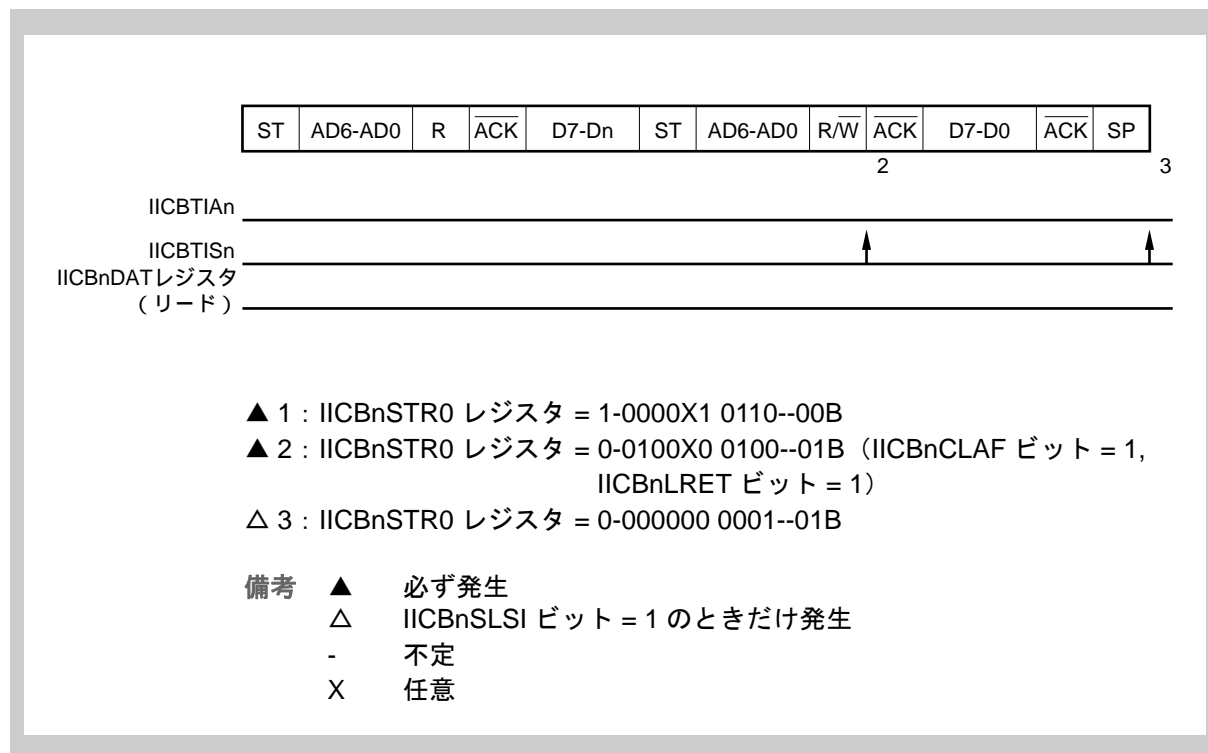 ST AD6-AD0 R ACK D7-Dn ST AD6-AD0 R/W ACK D7-D0 ACK SP
2 3
IICBTIAn
IICBTISn
IICBnDATレジスタ
（リード）
▲ 1：IICBnSTR0 レジスタ = 1-0000X1 0110--00B
▲ 2：IICBnSTR0 レジスタ = 0-0100X0 0100--01B（IICBnCLAF ビット = 1,
IICBnLRET ビット = 1）
△ 3：IICBnSTR0 レジスタ = 0-000000 0001--01B
備考 ▲ 必ず発生
△ IICBnSLSI ビット = 1 のときだけ発生
- 不定
X 任意